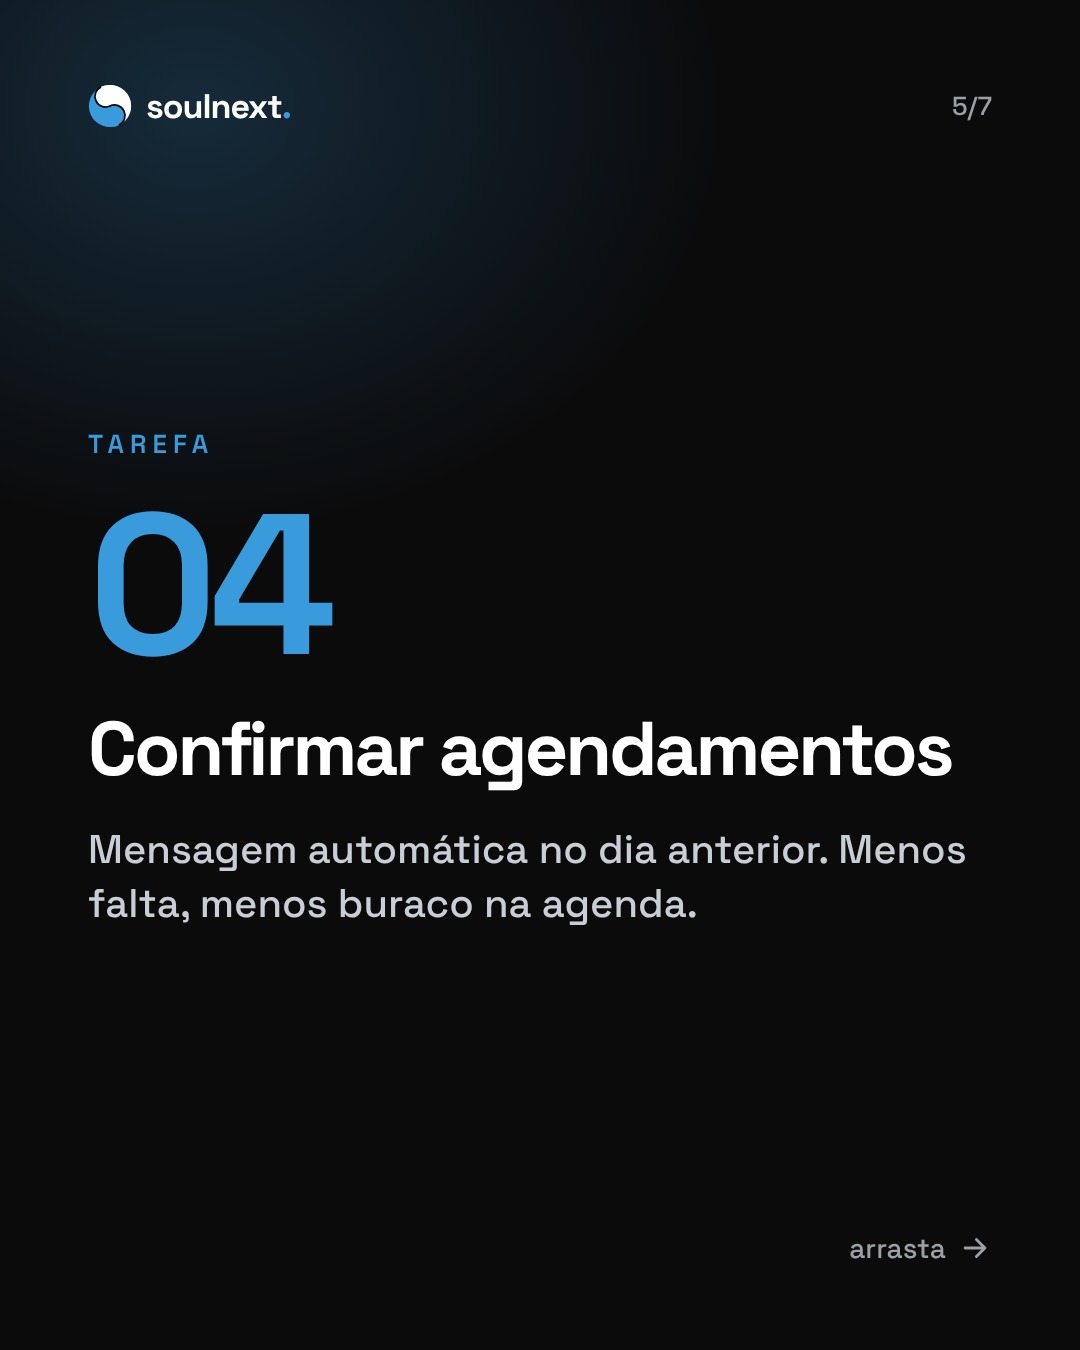 soulnext.
5/7
TAREFA
04
Confirmar agendamentos
Mensagem automática no dia anterior. Menos
falta, menos buraco na agenda.
arrasta →